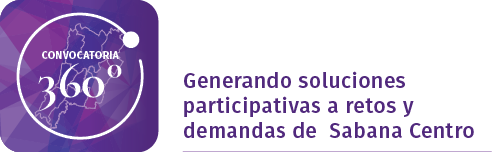 CONVOCATORIA
360°
Generando soluciones
participativas a retos y
demandas de Sabana Centro